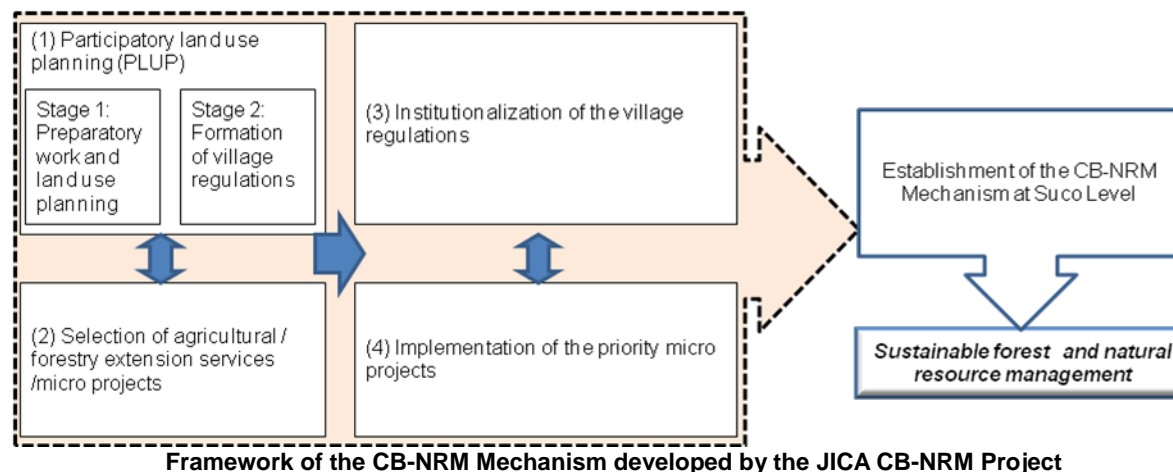 (1) Participatory land use
planning (PLUP)
Stage 1:
Preparatory
work and
land use
planning
Stage 2:
Formation
of village
regulations
(3) Institutionalization of the village
regulations
(2) Selection of agricultural /
forestry extension services
/micro projects
(4) Implementation of the priority micro
projects
Establishment of the CB-NRM
Mechanism at Suco Level
Sustainable forest and natural
resource management
Framework of the CB-NRM Mechanism developed by the JICA CB-NRM Project